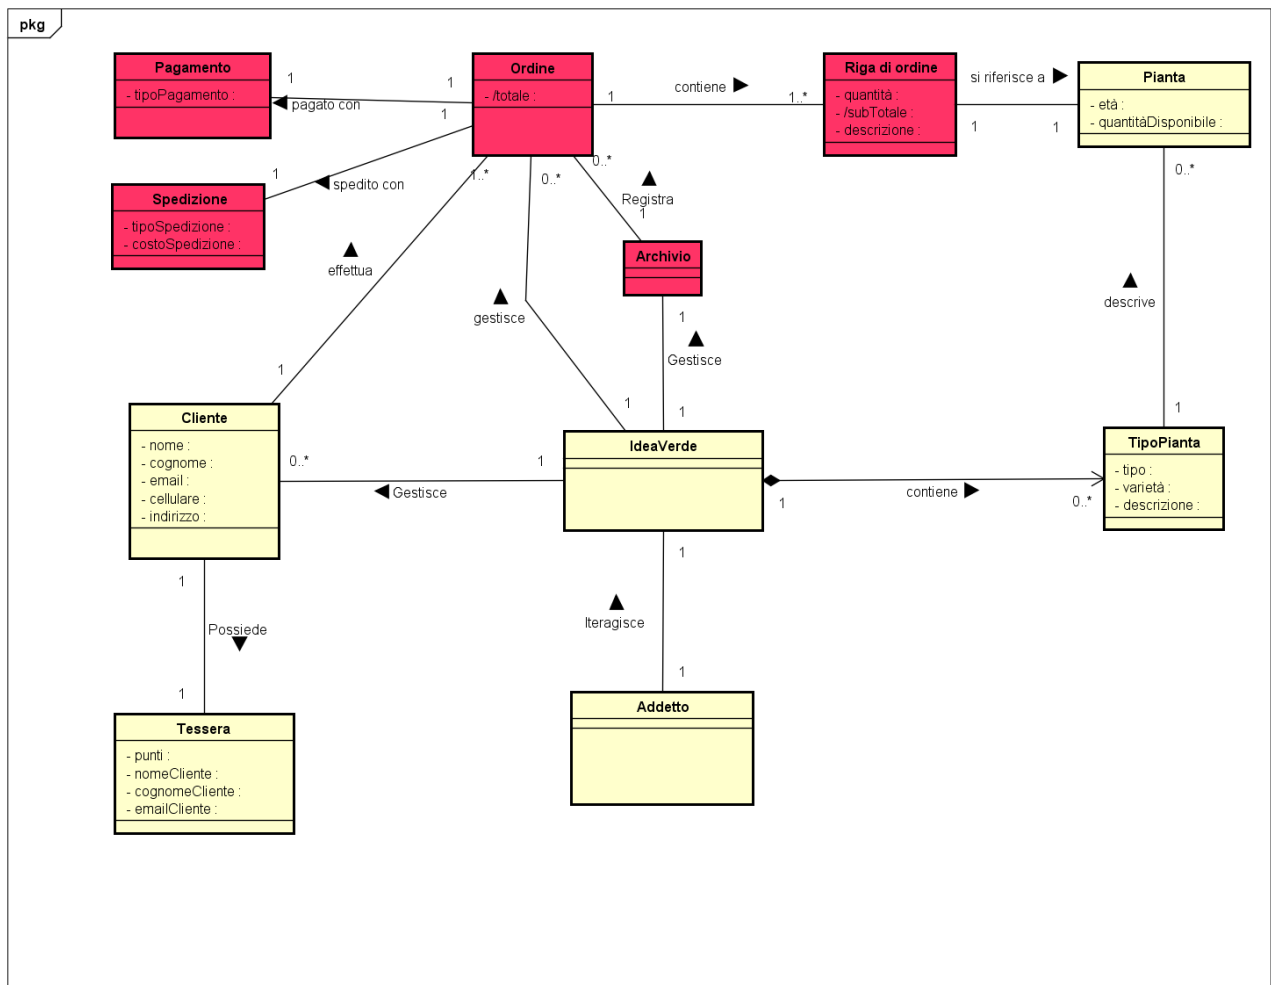 pkg
Pagamento
- tipoPagamento :
1
1
pagato con
Ordine
- /totale :
1
contiene
1..*
Riga di ordine
- quantità :
- /subTotale :
- descrizione :
si riferisce a
1
1
Pianta
- età :
- quantitàDisponibile :
1
1
spedito con
Spedizione
- tipoSpedizione :
- costoSpedizione :
1..*
0..*
0..*
0..*
Registra
1
Archivio
effettua
gestisce
descrive
1
Gestisce
1
1
1
1
Cliente
- nome :
- cognome :
- email :
- cellulare :
- indirizzo :
0..*
1
Gestisce
IdeaVerde
1
contiene
0..*
TipoPianta
- tipo :
- varietà :
- descrizione :
1
1
Possiede
Iteragisce
1
1
Tessera
- punti :
- nomeCliente :
- cognomeCliente :
- emailCliente :
Addetto